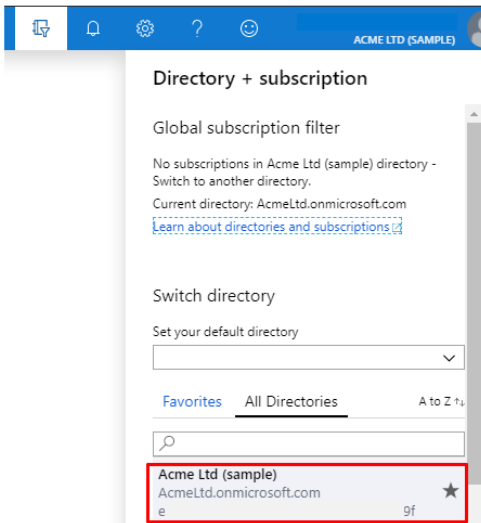 ACME LTD (SAMPLE)
Directory + subscription
Global subscription filter
No subscriptions in Acme Ltd (sample) directory -
Switch to another directory.
Current directory: AcmeLtd.onmicrosoft.com
Learn about directories and subscriptions
Switch directory
Set your default directory
Favorites All Directories A to Z ↑↓
Acme Ltd (sample)
AcmeLtd.onmicrosoft.com
e 9f